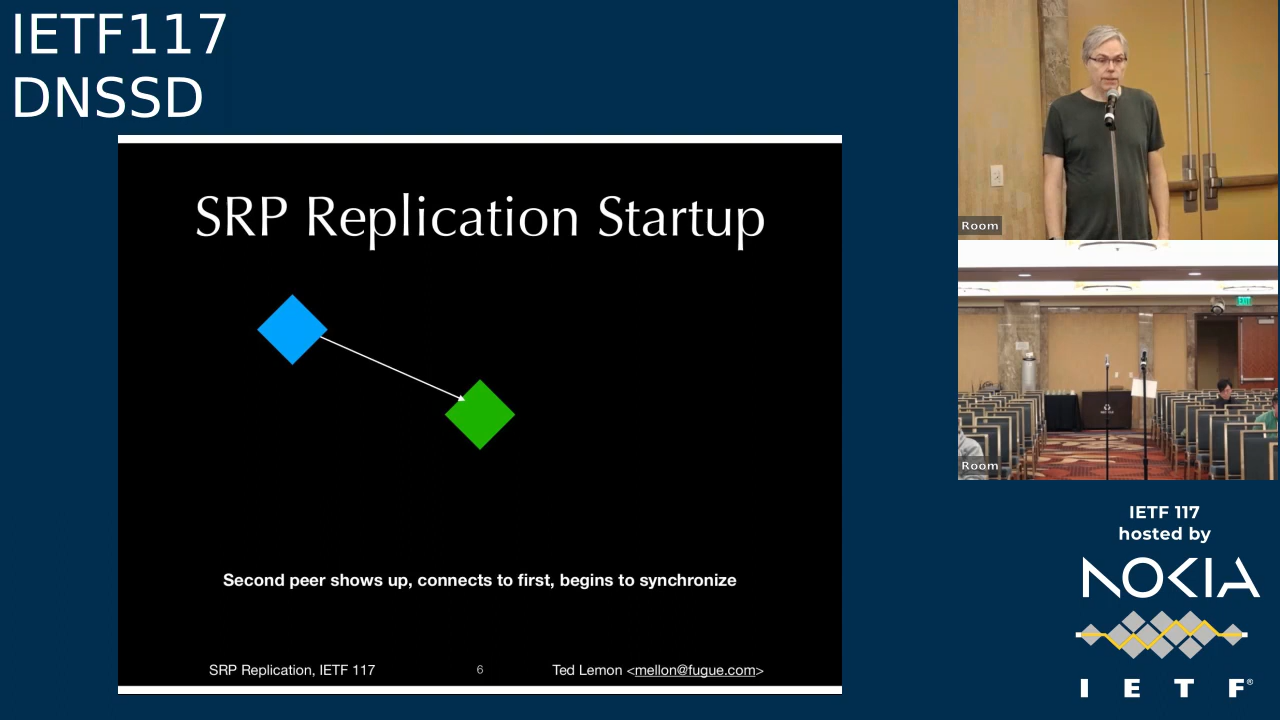 IETF117
DNSSD
SRP Replication Startup
Second peer shows up, connects to first, begins to synchronize
SRP Replication, IETF 117
6
Ted Lemon <mellon@fugue.com>
Room
Room
EXIT
IETF 117
hosted by
NOKIA
I E T F®